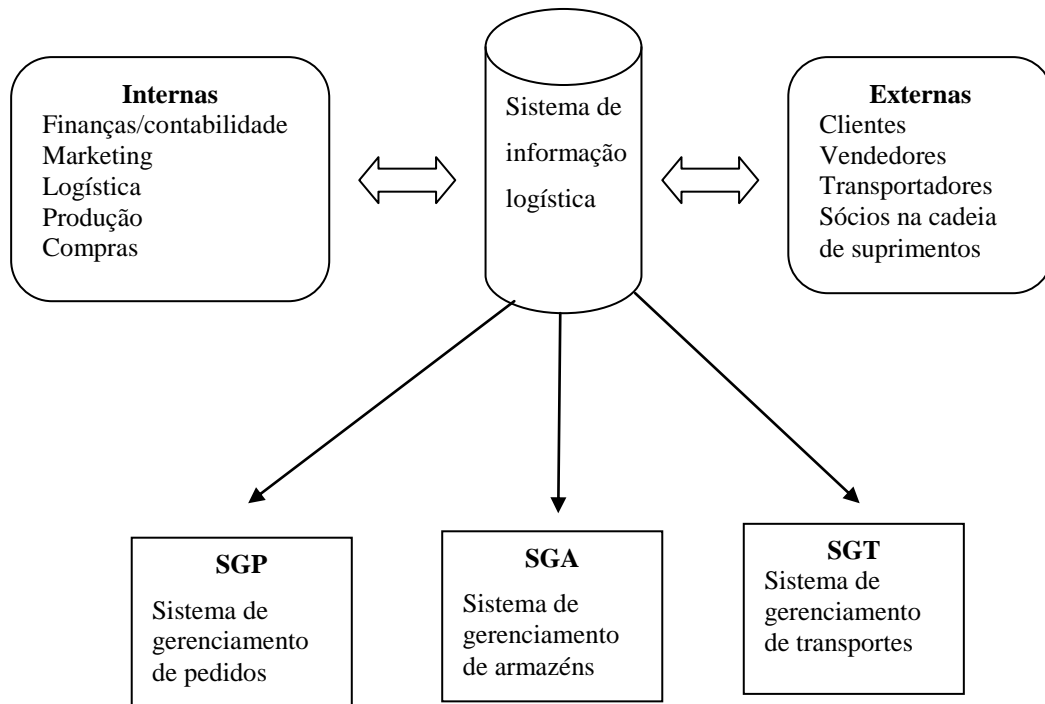 Internas
Finanças/contabilidade
Marketing
Logística
Produção
Compras
Sistema de
informação
logística
Externas
Clientes
Vendedores
Transportadores
Sócios na cadeia
de suprimentos
SGP
Sistema de
gerenciamento
de pedidos
SGA
Sistema de
gerenciamento
de armazéns
SGT
Sistema de
gerenciamento
de transportes